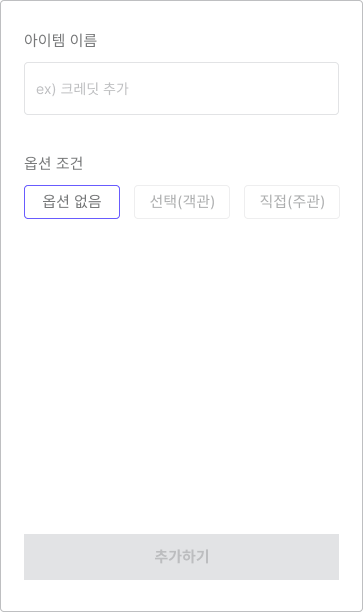 아이템 이름
ex) 크레딧 추가
옵션 조건
옵션 없음
선택(객관)
직접(주관)
추가하기